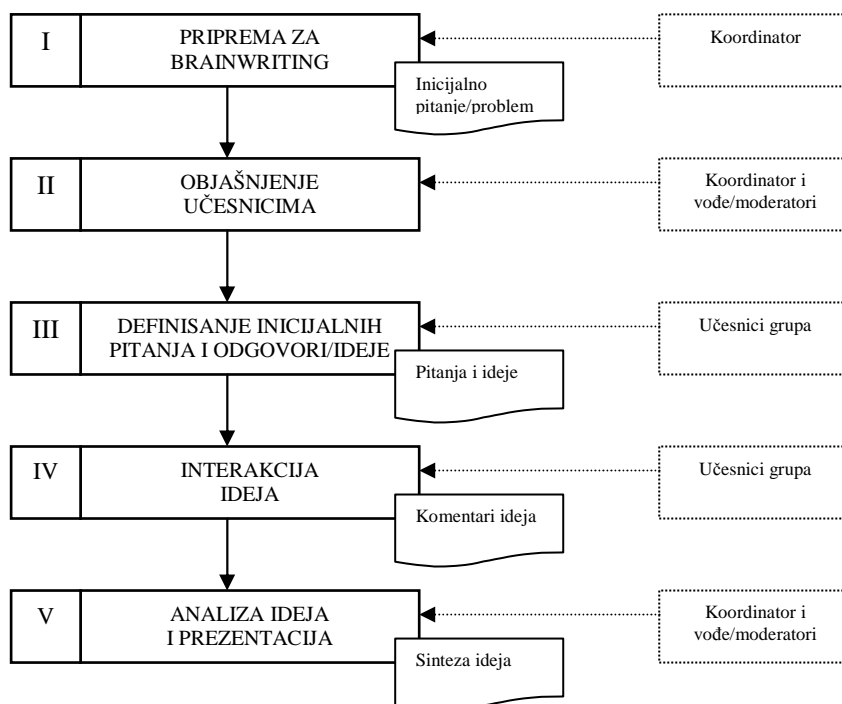 I
PRIPREMA ZA
BRAINWRITING
Koordinator
Inicijalno
pitanje/problem
II
OBJAŠNJENJE
UČESNICIMA
Koordinator i
vođe/moderatori
III
DEFINISANJE INICIJALNIH
PITANJA I ODGOVORI/IDEJE
Učesnici grupa
Pitanja i ideje
IV
INTERAKCIJA
IDEJA
Učesnici grupa
Komentari ideja
V
ANALIZA IDEJA
I PREZENTACIJA
Koordinator i
vođe/moderatori
Sinteza ideja